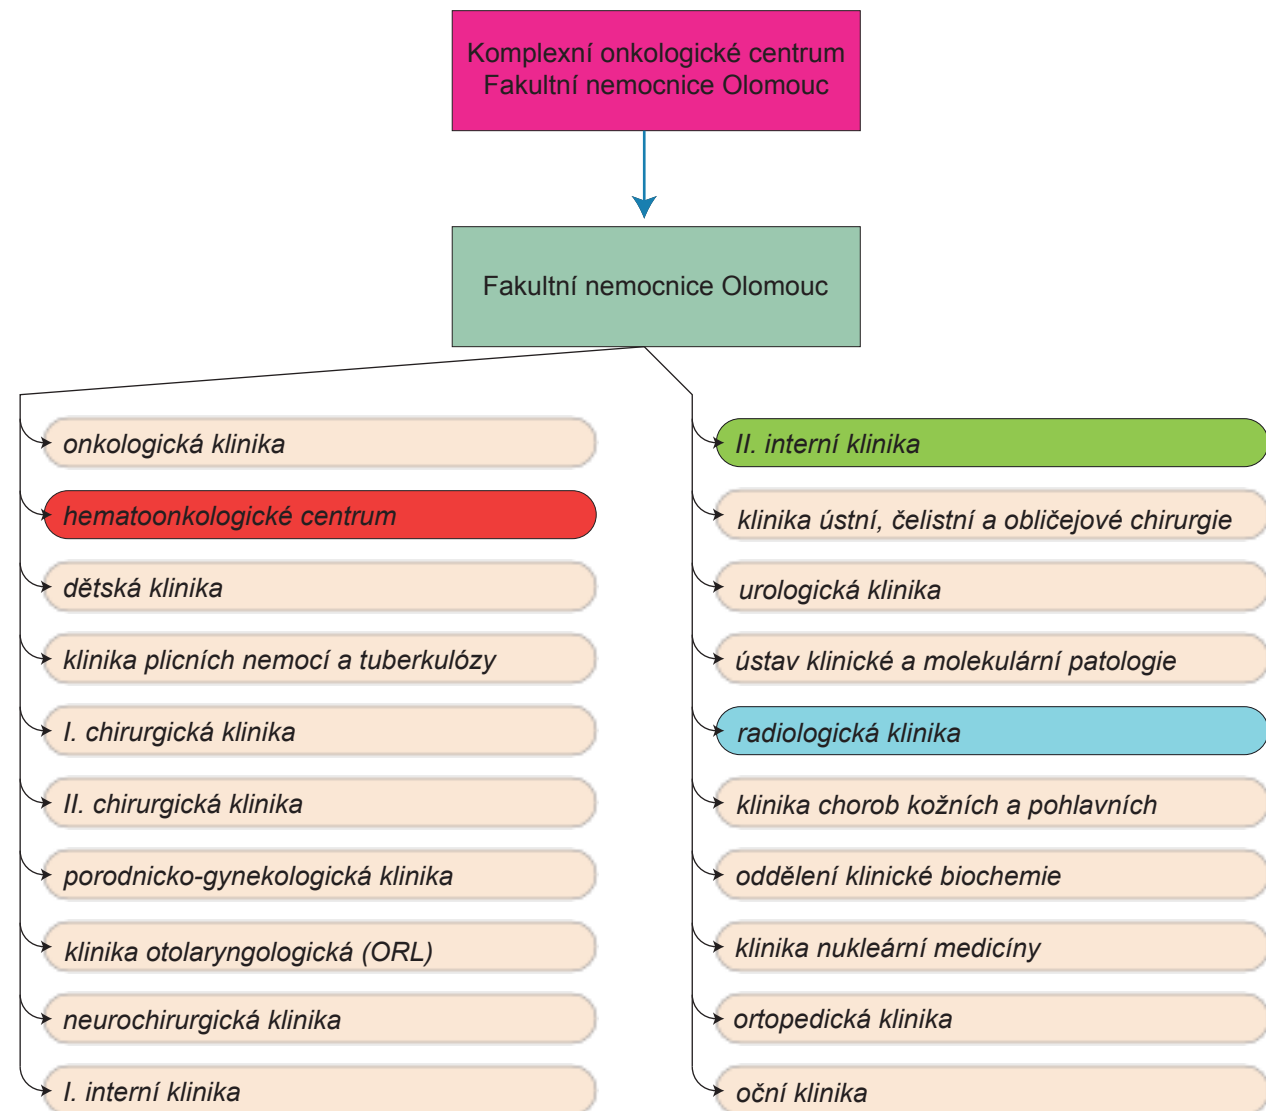 Komplexní onkologické centrum
Fakultní nemocnice Olomouc
Fakultní nemocnice Olomouc
onkologická klinika
hematoonkologické centrum
dětská klinika
klinika plicních nemocí a tuberkulózy
I. chirurgická klinika
II. chirurgická klinika
porodnicko-gynekologická klinika
klinika otolaryngologická (ORL)
neurochirurgická klinika
I. interní klinika
II. interní klinika
klinika ústní, čelistní a obličejové chirurgie
urologická klinika
ústav klinické a molekulární patologie
radiologická klinika
klinika chorob kožních a pohlavních
oddělení klinické biochemie
klinika nukleární medicíny
ortopedická klinika
oční klinika